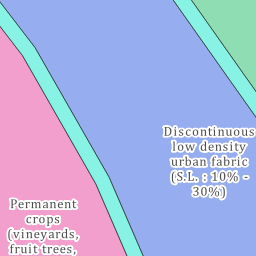 Discontinuous
low density
urban fabric
(S.L. : 10% -
30%)
Permanent
crops
(vineyards,
fruit trees,